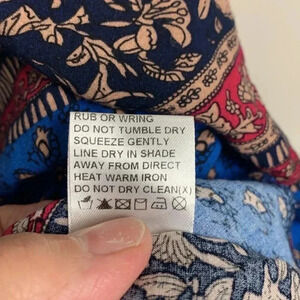 RUB OR WRING
DO NOT TUMBLE DRY
SQUEEZE GENTLY
LINE DRY IN SHADE
AWAY FROM DIRECT
HEAT WARM IRON
DO NOT DRY CLEAN(X)